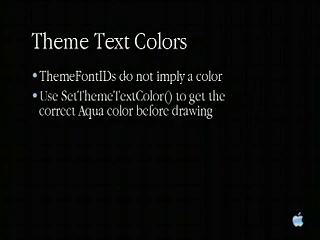 Theme Text Colors
•ThemeFontIDs do not imply a color
•Use SetThemeTextColor() to get the
correct Aqua color before drawing